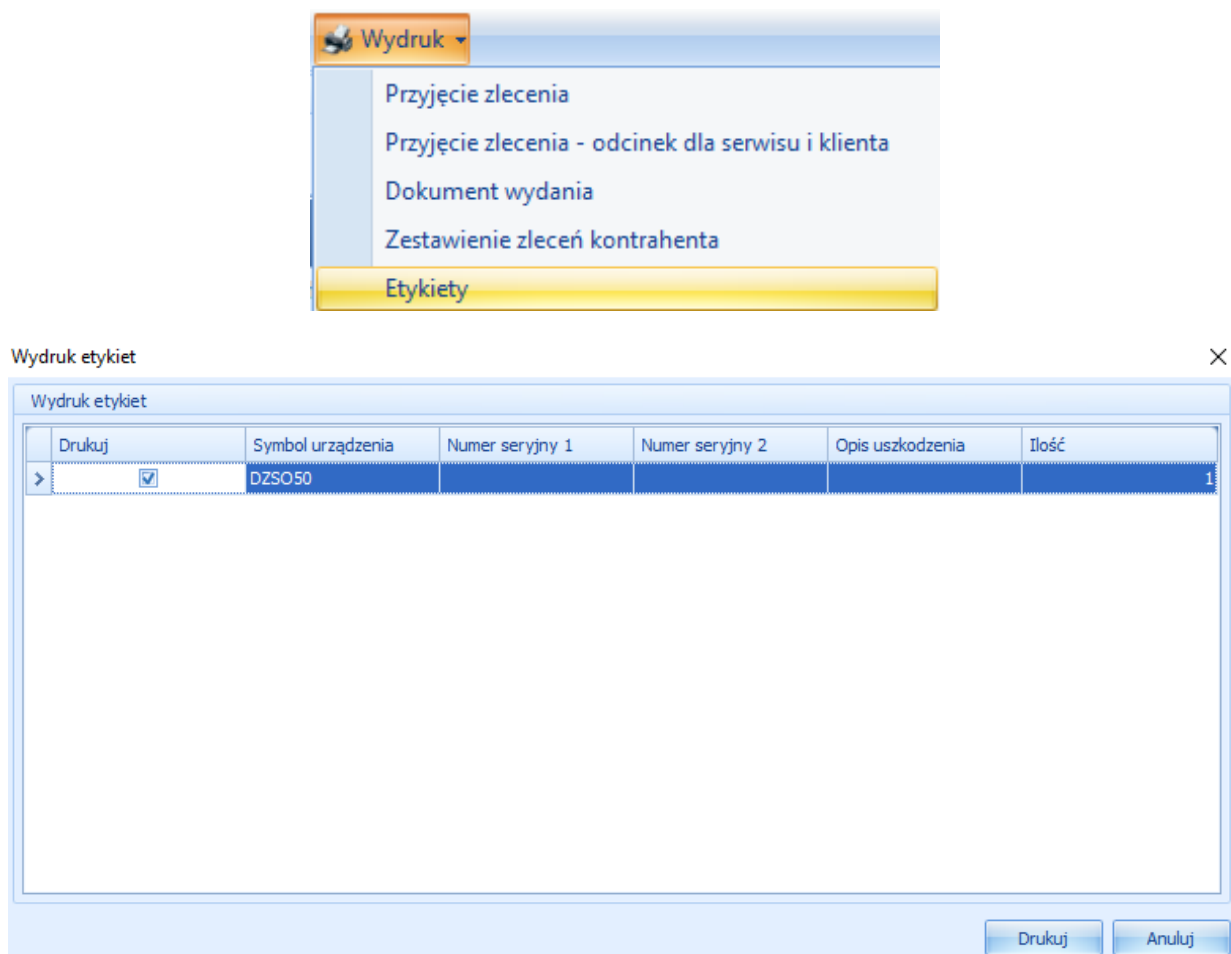 Wydruk
Przyjęcie zlecenia
Przyjęcie zlecenia - odcinek dla serwisu i klienta
Dokument wydania
Zestawienie zleceń kontrahenta
Etykiety
Wydruk etykiet
Wydruk etykiet
Drukuj Symbol urządzenia Numer seryjny 1 Numer seryjny 2 Opis uszkodzenia Ilość
DZSO50 1
Drukuj Anuluj